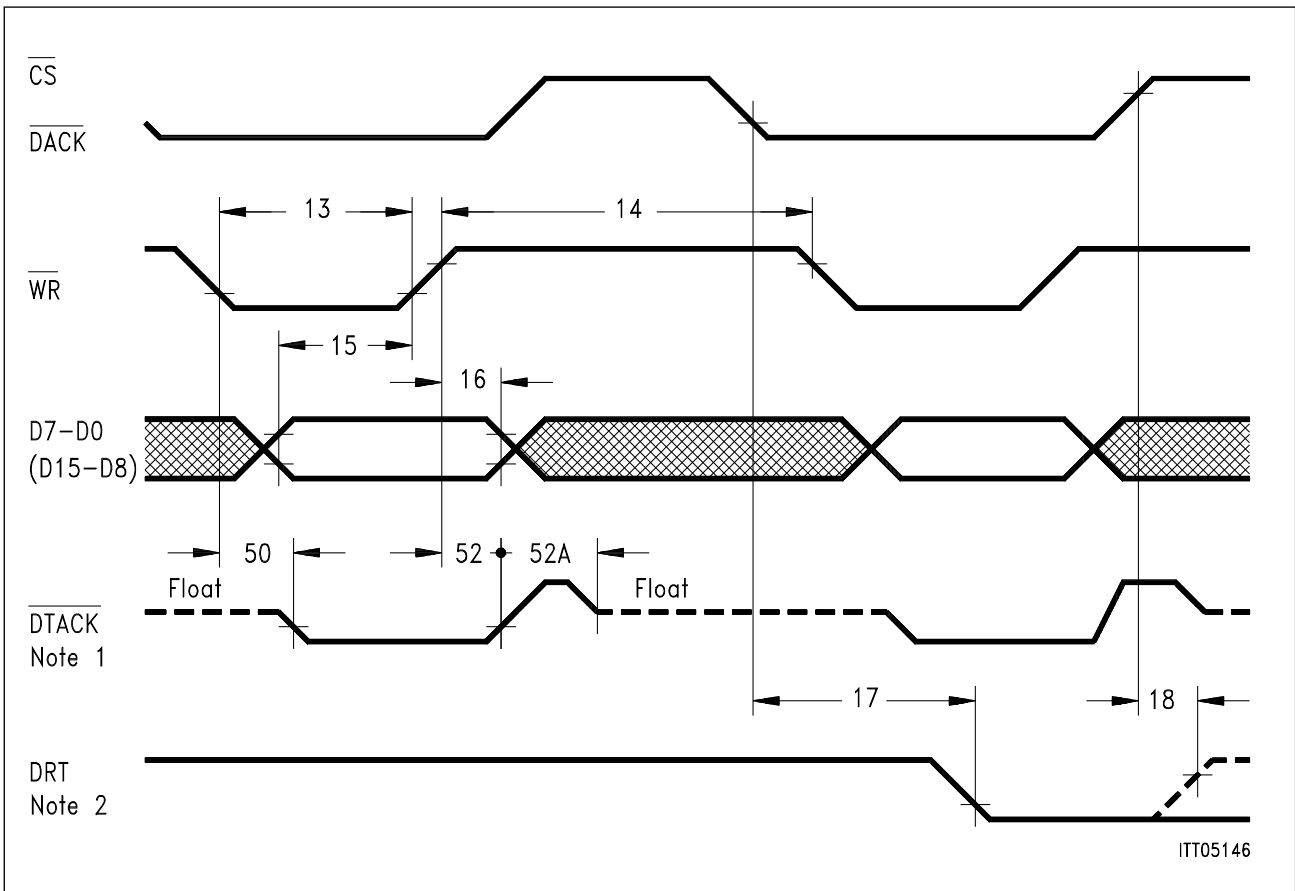 CS
DACK
13
14
WR
15
16
D7-D0
(D15-D8)
50
52
52A
Float
Float
DTACK
Note 1
17
18
DRT
Note 2
ITT05146